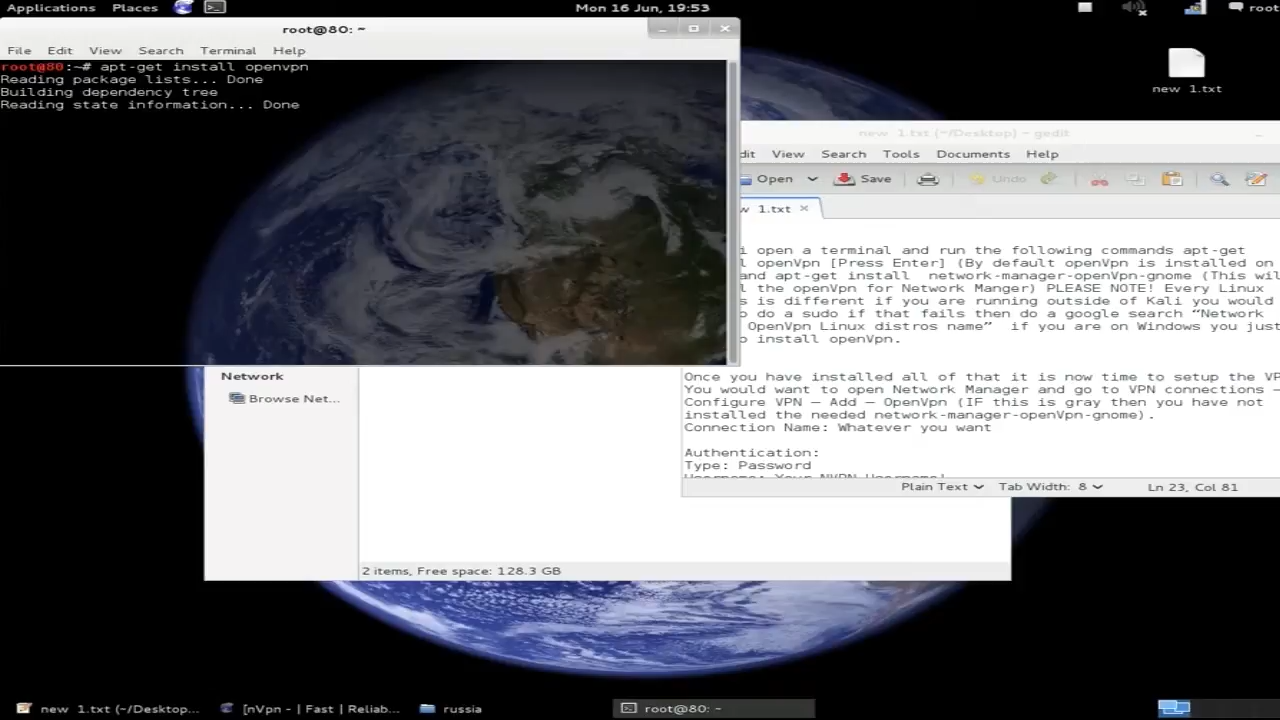 Applications Places Mon 16 Jun, 19:53 root
root@80: ~
File Edit View Search Terminal Help
root@80:~# apt-get install openvpn
Reading package lists... Done
Building dependency tree
Reading state information... Done
new 1.txt
new 1.txt (~/Desktop) - gedit
dit View Search Tools Documents Help
Open Save Undo
w 1.txt
i open a terminal and run the following commands apt-get
l openVpn [Press Enter] (By default openVpn is installed on
and apt-get install network-manager-openVpn-gnome (This wil
l the openVpn for Network Manger) PLEASE NOTE! Every Linux
s is different if you are running outside of Kali you would
o do a sudo if that fails then do a google search “Network
OpenVpn Linux distros name” if you are on Windows you just
o install openVpn.
Network
Browse Net...
Once you have installed all of that it is now time to setup the VP
You would want to open Network Manager and go to VPN connections –
Configure VPN – Add – OpenVpn (IF this is gray then you have not
installed the needed network-manager-openVpn-gnome).
Connection Name: Whatever you want
Authentication:
Type: Password
Username: Your NVPN Username!
Plain Text Tab Width: 8 Ln 23, Col 81
2 items, Free space: 128.3 GB
new 1.txt (~/Desktop... [nVpn - | Fast | Reliab... russia root@80: ~